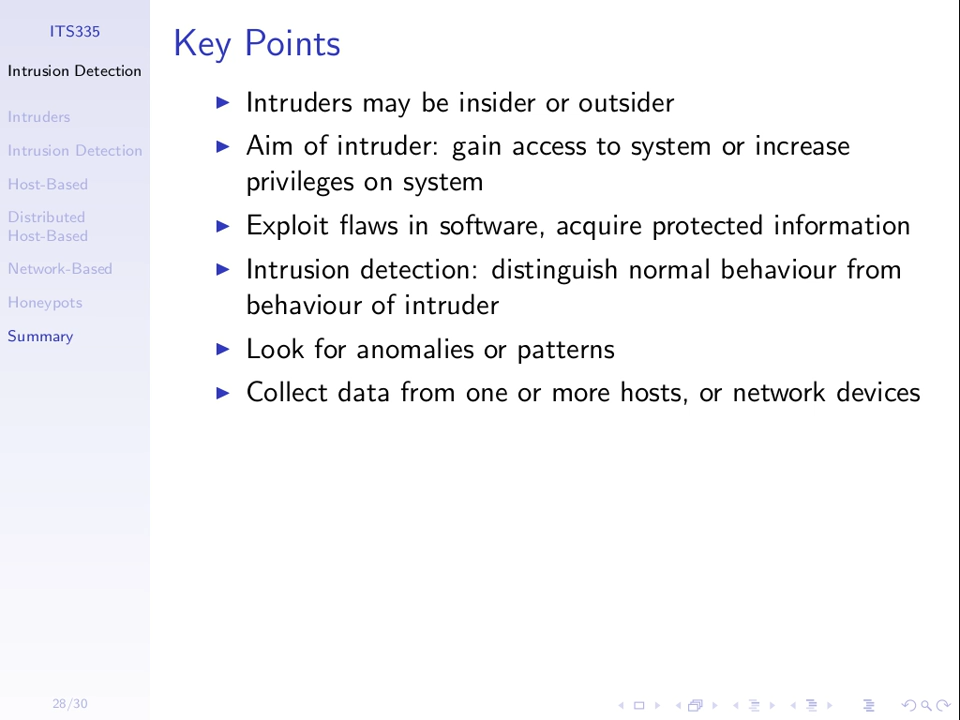 ITS335
Intrusion Detection
Intruders
Intrusion Detection
Host-Based
Distributed
Host-Based
Network-Based
Honeypots
Summary
28/30
Key Points
Intruders may be insider or outsider
Aim of intruder: gain access to system or increase
privileges on system
Exploit flaws in software, acquire protected information
Intrusion detection: distinguish normal behaviour from
behaviour of intruder
Look for anomalies or patterns
Collect data from one or more hosts, or network devices